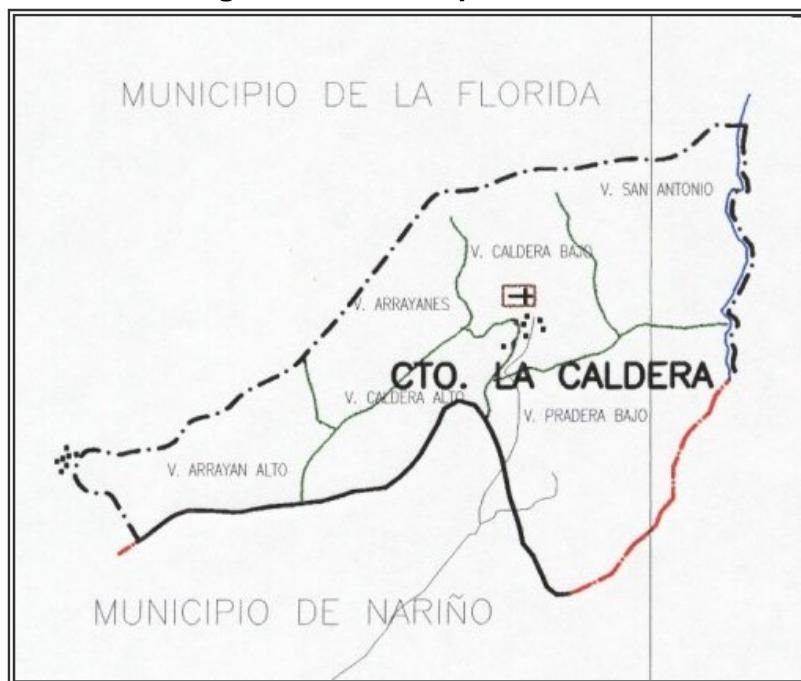 MUNICIPIO DE LA FLORIDA
V. SAN ANTONIO
V. CALDERA BAJO
V. ARRAYANES
CTO. LA CALDERA
V. CALDERA ALTO
V. PRADERA BAJO
V. ARRAYAN ALTO
MUNICIPIO DE NARIÑO